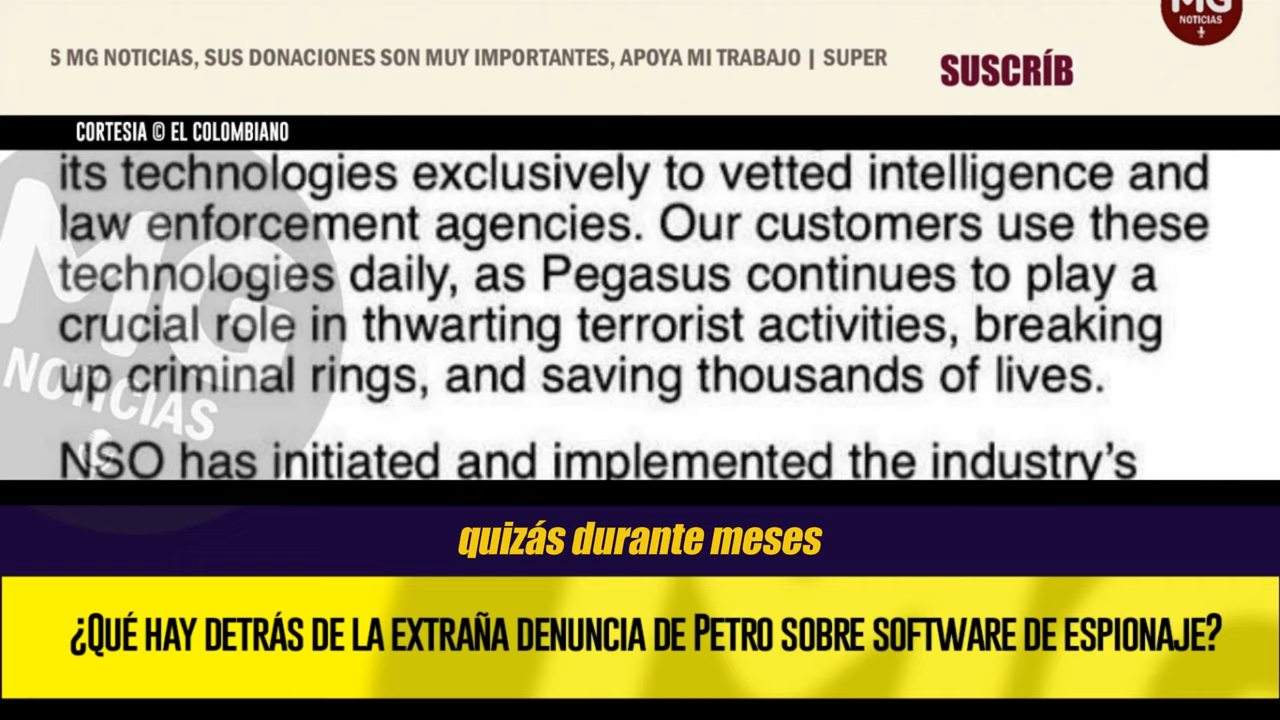 MG
NOTICIAS
S MG NOTICIAS, SUS DONACIONES SON MUY IMPORTANTES, APOYA MI TRABAJO | SUPER
SUSCRÍB
CORTESIA © EL COLOMBIANO
its technologies exclusively to vetted intelligence and
law enforcement agencies. Our customers use these
technologies daily, as Pegasus continues to play a
crucial role in thwarting terrorist activities, breaking
up criminal rings, and saving thousands of lives.
NSO has initiated and implemented the industry's
MG
NOTICIAS
quizás durante meses
¿QUÉ HAY DETRÁS DE LA EXTRAÑA DENUNCIA DE PETRO SOBRE SOFTWARE DE ESPIONAJE?